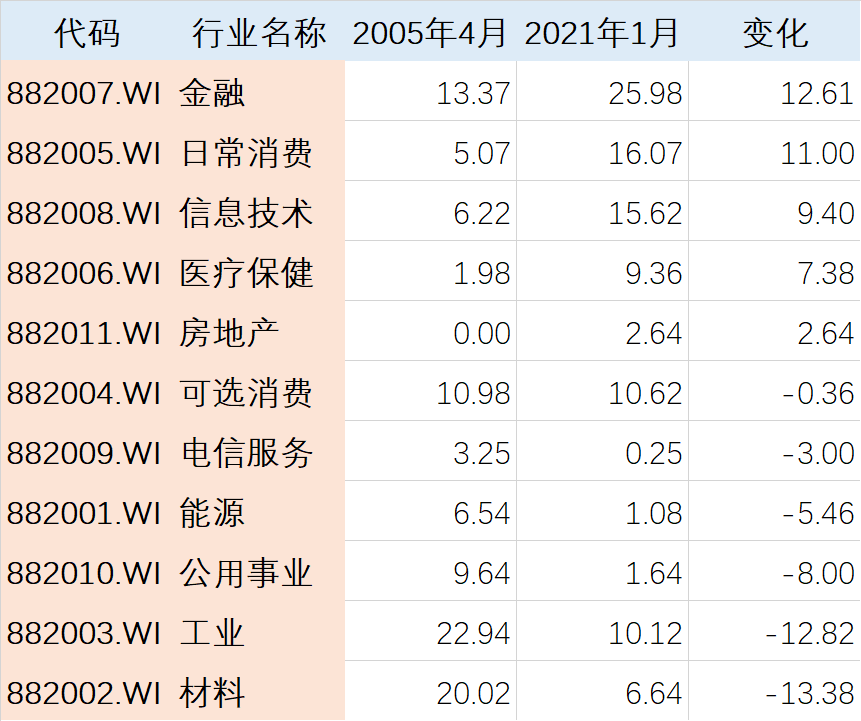 代码 行业名称 2005年4月 2021年1月 变化
882007.WI 金融 13.37 25.98 12.61
882005.WI 日常消费 5.07 16.07 11.00
882008.WI 信息技术 6.22 15.62 9.40
882006.WI 医疗保健 1.98 9.36 7.38
882011.WI 房地产 0.00 2.64 2.64
882004.WI 可选消费 10.98 10.62 -0.36
882009.WI 电信服务 3.25 0.25 -3.00
882001.WI 能源 6.54 1.08 -5.46
882010.WI 公用事业 9.64 1.64 -8.00
882003.WI 工业 22.94 10.12 -12.82
882002.WI 材料 20.02 6.64 -13.38